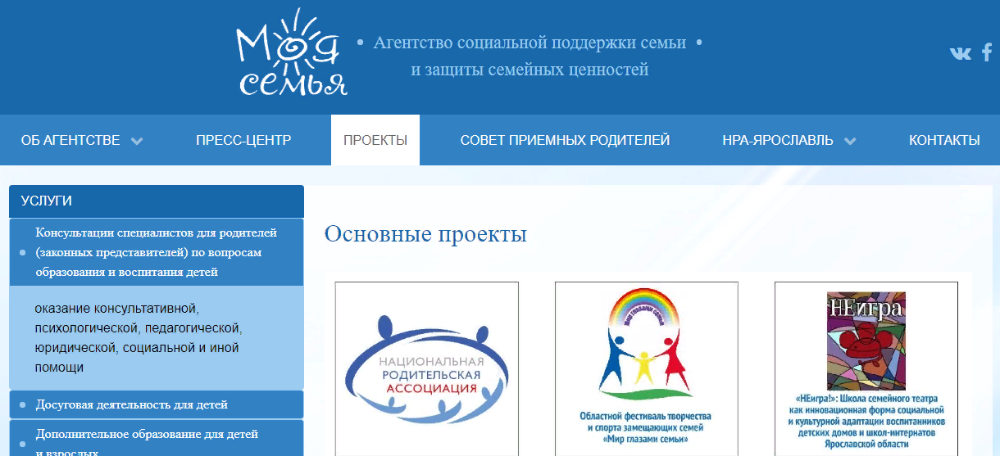 Моя
семья
• Агентство социальной поддержки семьи •
и защиты семейных ценностей
ОБ АГЕНТСТВЕ
ПРЕСС-ЦЕНТР
ПРОЕКТЫ
СОВЕТ ПРИЕМНЫХ РОДИТЕЛЕЙ
НРА-ЯРОСЛАВЛЬ
КОНТАКТЫ
УСЛУГИ
Консультации специалистов для родителей
(законных представителей) по вопросам
образования и воспитания детей
оказание консультативной,
психологической, педагогической,
юридической, социальной и иной
помощи
Досуговая деятельность для детей
Дополнительное образование для детей
и взрослых
Основные проекты
НАЦИОНАЛЬНАЯ
РОДИТЕЛЬСКАЯ
АССОЦИАЦИЯ
Мир глазами семьи
Областной фестиваль творчества
и спорта замещающих семей
«Мир глазами семьи»
НЕигра
«НЕигра!»: Школа семейного театра
как инновационная форма социальной
и культурной адаптации воспитанников
детских домов и школ-интернатов
Ярославской области